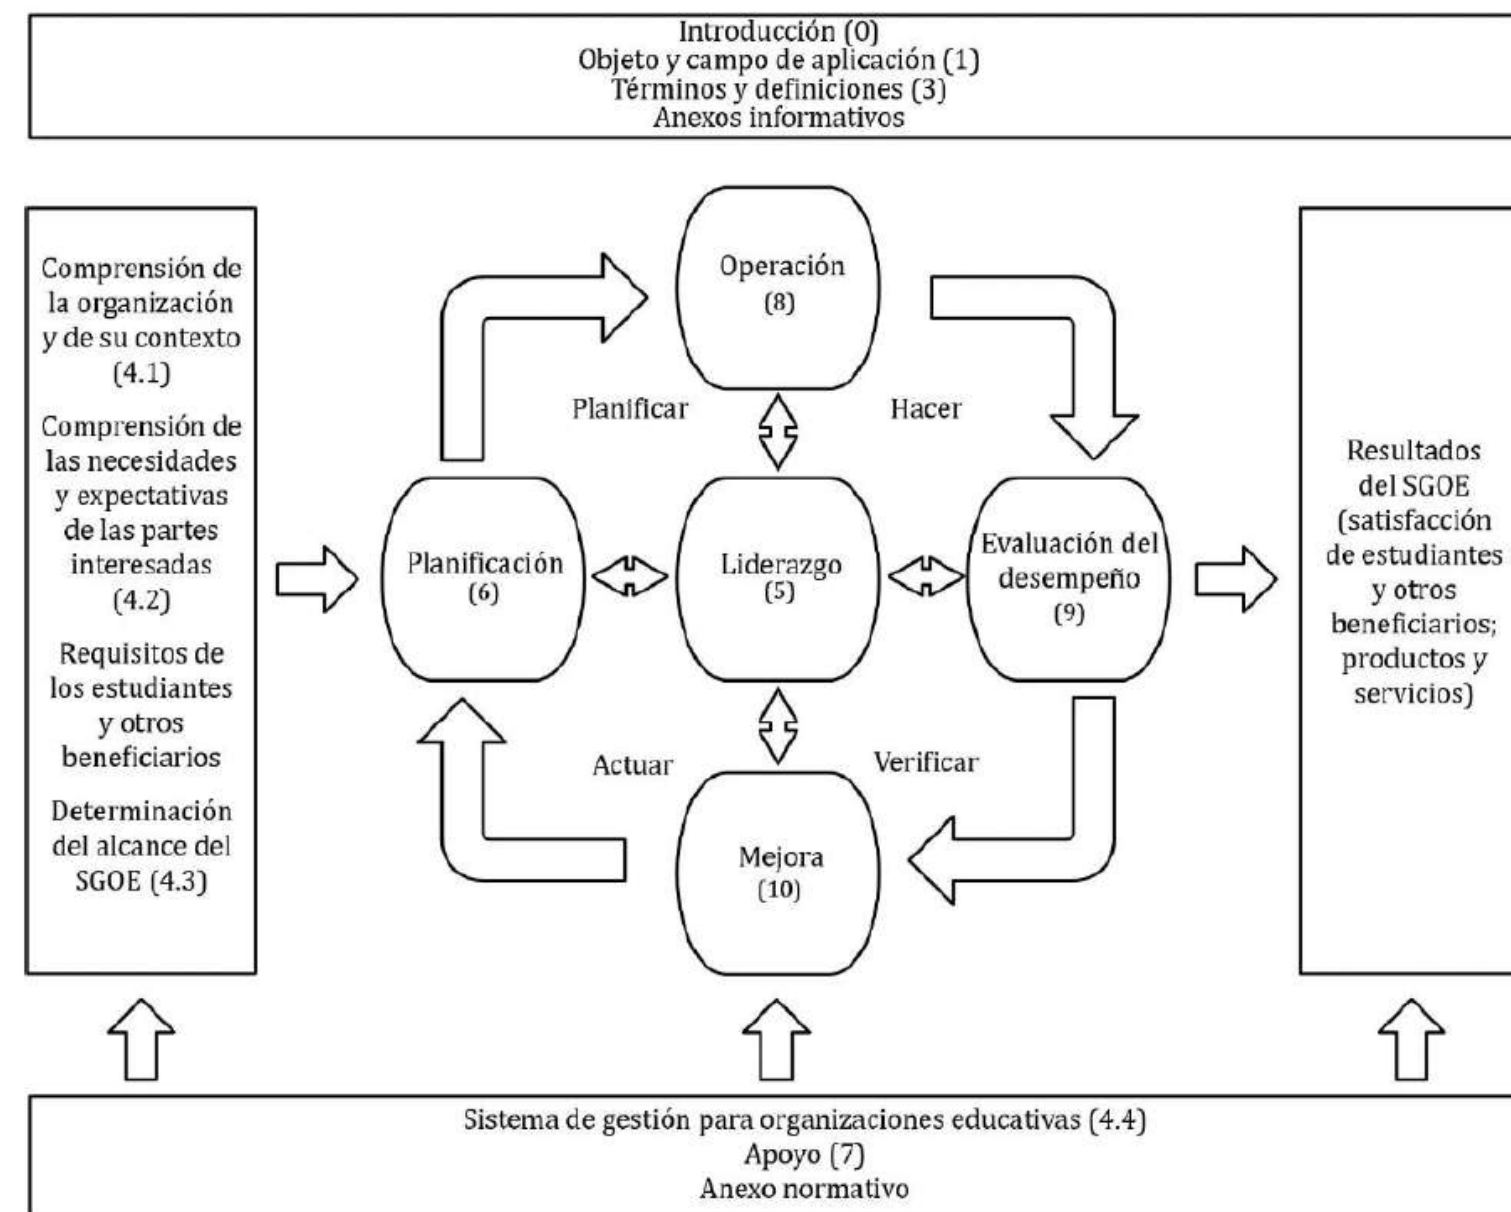 Introducción (0)
Objeto y campo de aplicación (1)
Términos y definiciones (3)
Anexos informativos
Comprensión de
la organización
y de su contexto
(4.1)
Comprensión de
las necesidades
y expectativas
de las partes
interesadas
(4.2)
Requisitos de
los estudiantes
y otros
beneficiarios
Determinación
del alcance del
SGOE (4.3)
Operación
(8)
Planificar
Hacer
Planificación
(6)
Liderazgo
(5)
Evaluación del
desempeño
(9)
Actuar
Verificar
Mejora
(10)
Resultados
del SGOE
(satisfacción
de estudiantes
y otros
beneficiarios;
productos y
servicios)
Sistema de gestión para organizaciones educativas (4.4)
Apoyo (7)
Anexo normativo